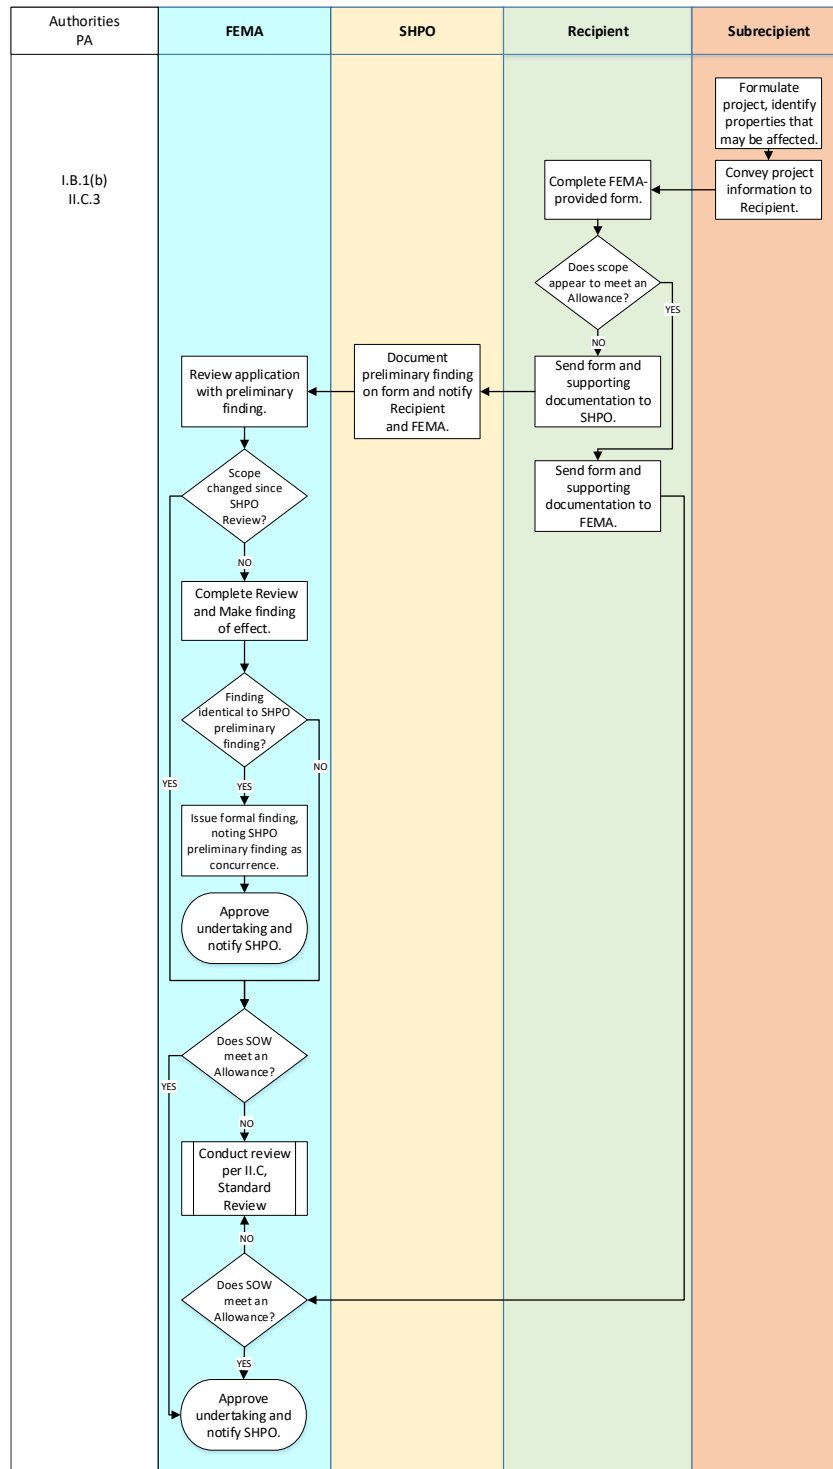 Authorities
PA
FEMA
SHPO
Recipient
Subrecipient
I.B.1(b)
II.C.3
Formulate
project, identify
properties that
may be affected.
Convey project
information to
Recipient.
Complete FEMA-
provided form.
Does scope
appear to meet an
Allowance?
YES
NO
Send form and
supporting
documentation to
SHPO.
Document
preliminary finding
on form and notify
Recipient
and FEMA.
Review application
with preliminary
finding.
Send form and
supporting
documentation to
FEMA.
Scope
changed since
SHPO
Review?
NO
Complete Review
and Make finding
of effect.
Finding
identical to SHPO
preliminary
finding?
NO
YES
YES
Issue formal finding,
noting SHPO
preliminary finding as
concurrence.
Approve
undertaking and
notify SHPO.
Does SOW
meet an
Allowance?
YES
NO
Conduct review
per II.C,
Standard
Review
NO
Does SOW
meet an
Allowance?
YES
Approve
undertaking and
notify SHPO.